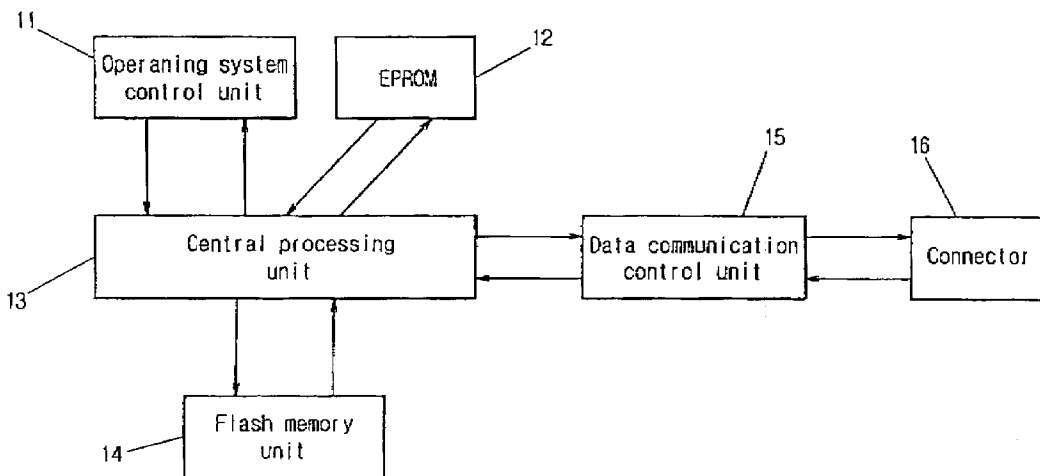 11
Operaning system
control unit
12
EPROM
15
16
Central processing
unit
Data communication
control unit
Connector
13
Flash memory
unit
14